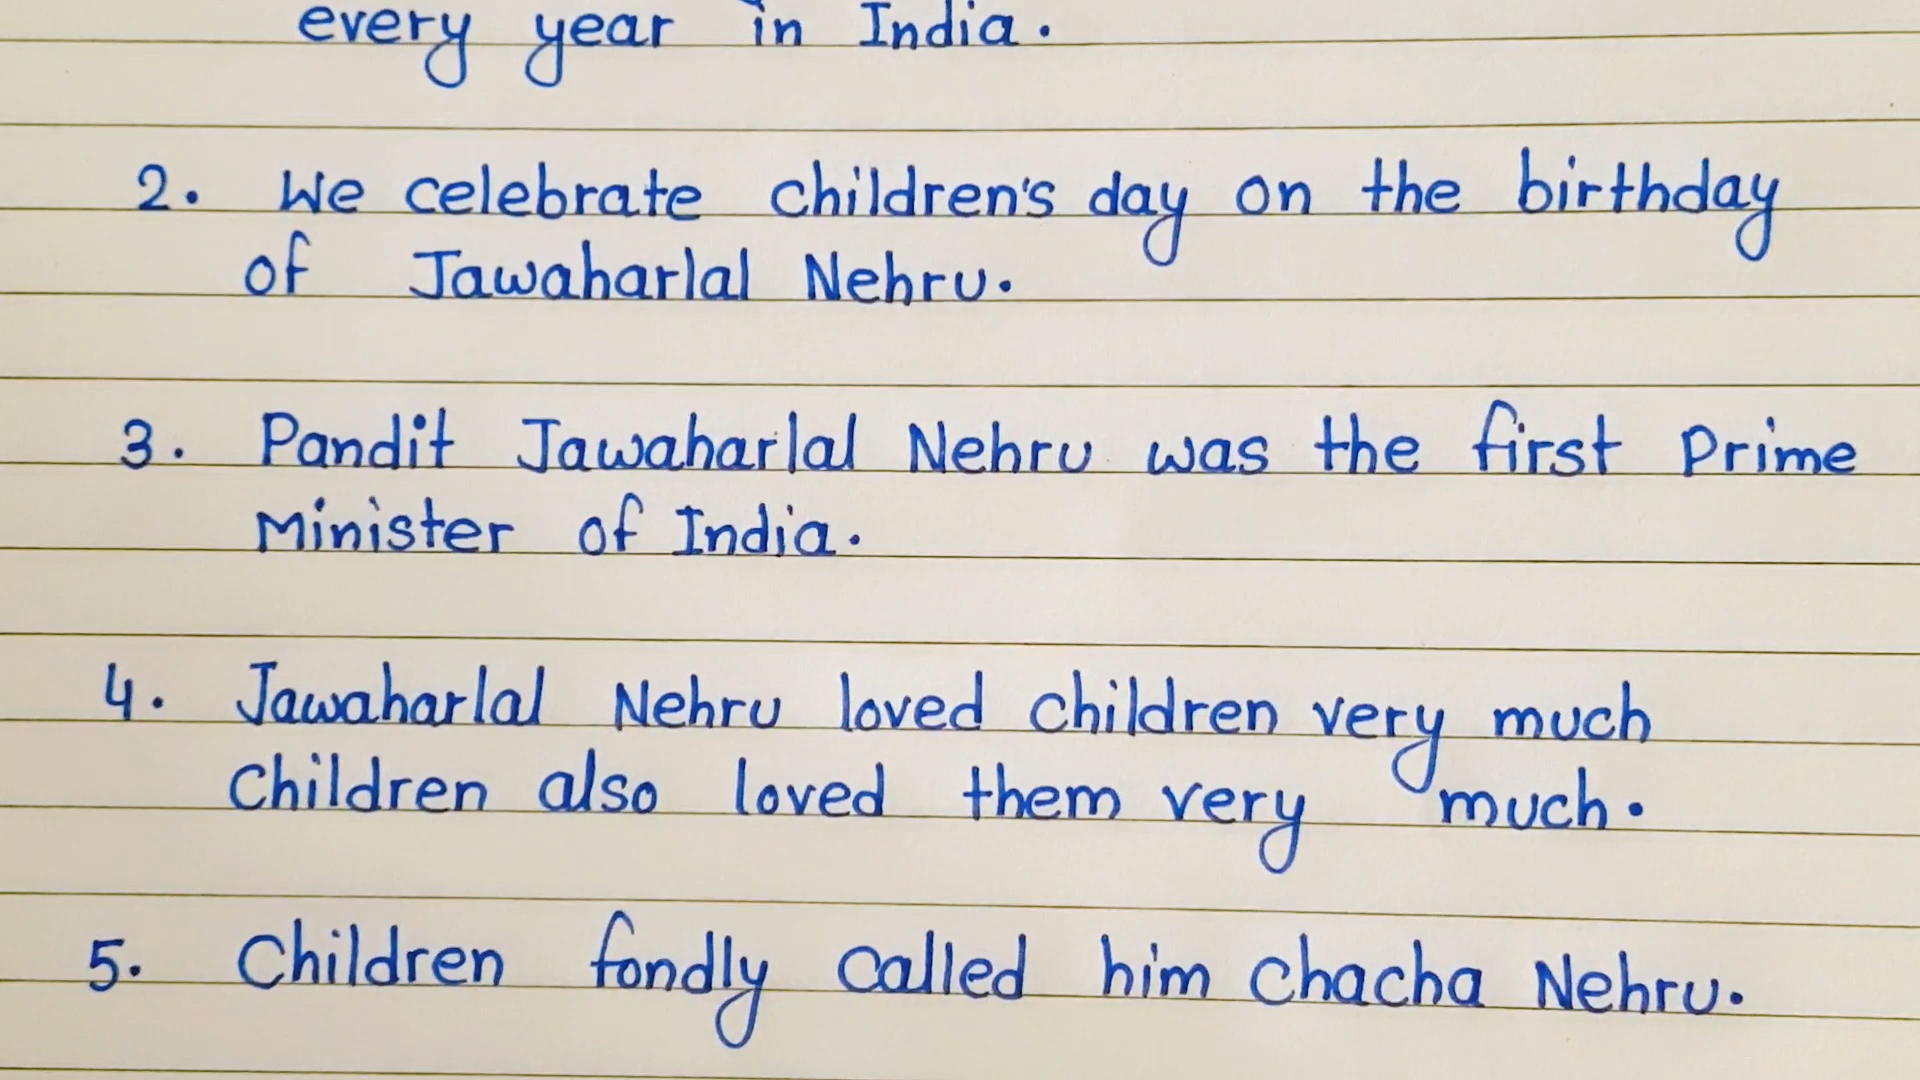 every year in India.
2. We celebrate children's day on the birthday
of Jawaharlal Nehru.
3. Pandit Jawaharlal Nehru was the first Prime
Minister of India.
4. Jawaharlal Nehru loved children very much
Children also loved them very much.
5. Children fondly called him chacha Nehru.